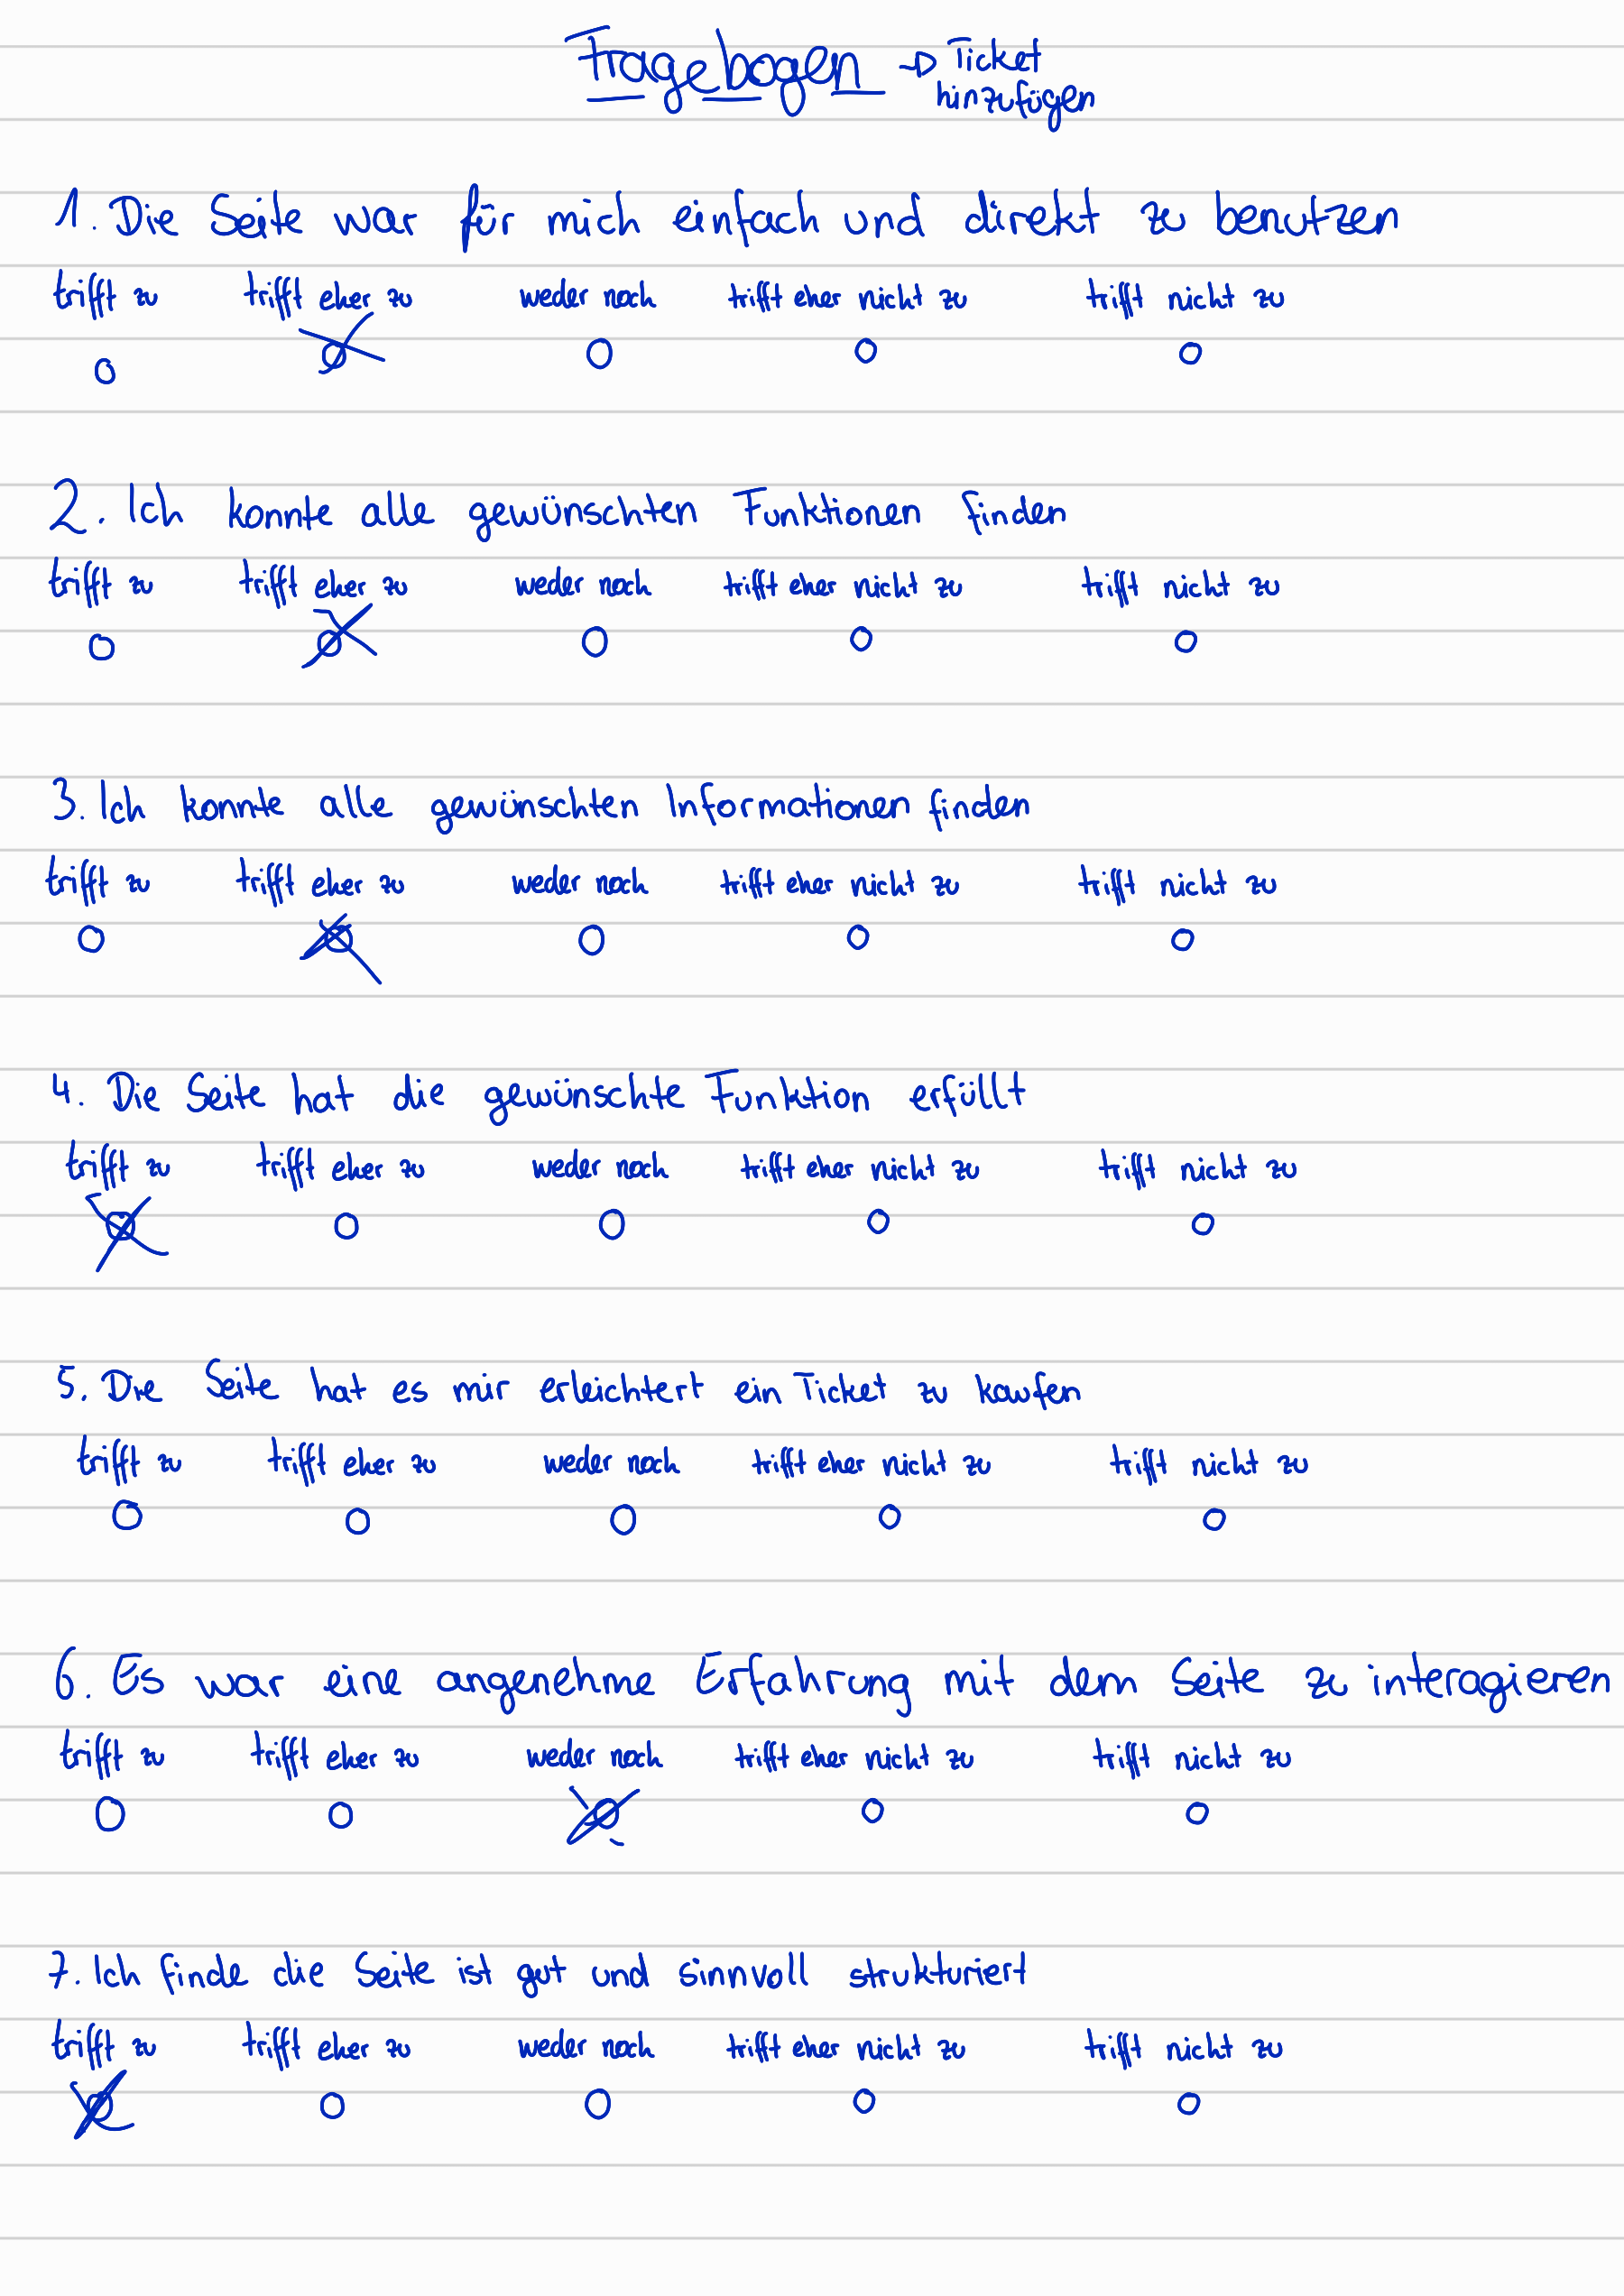 Fragebogen → Ticket
hinzufügen
1. Die Seite war für mich einfach und direkt zu benutzen
trifft zu trifft eher zu weder noch trifft eher nicht zu trifft nicht zu
2. Ich konnte alle gewünschten Funktionen finden
trifft zu trifft eher zu weder noch trifft eher nicht zu trifft nicht zu
3. Ich konnte alle gewünschten Informationen finden
trifft zu trifft eher zu weder noch trifft eher nicht zu trifft nicht zu
4. Die Seite hat die gewünschte Funktion erfüllt
trifft zu trifft eher zu weder noch trifft eher nicht zu trifft nicht zu
5. Die Seite hat es mir erleichtert ein Ticket zu kaufen
trifft zu trifft eher zu weder noch trifft eher nicht zu trifft nicht zu
6. Es war eine angenehme Erfahrung mit dem Seite zu interagieren
trifft zu trifft eher zu weder noch trifft eher nicht zu trifft nicht zu
7. Ich finde die Seite ist gut und sinnvoll strukturiert
trifft zu trifft eher zu weder noch trifft eher nicht zu trifft nicht zu